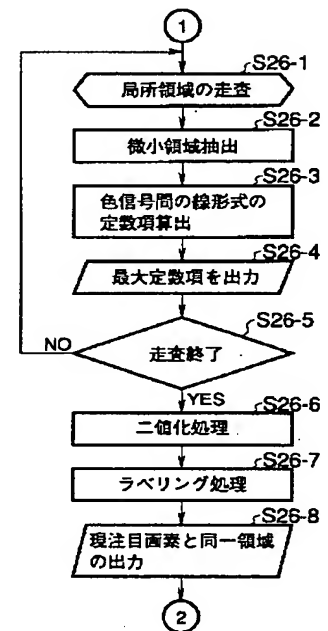 1
S26-1
局所領域の走査
S26-2
微小領域抽出
S26-3
色信号間の線形式の
定数項算出
S26-4
最大定数項を出力
S26-5
NO
走査終了
YES
S26-6
二値化処理
S26-7
ラベリング処理
S26-8
現注目画素と同一領域
の出力
2